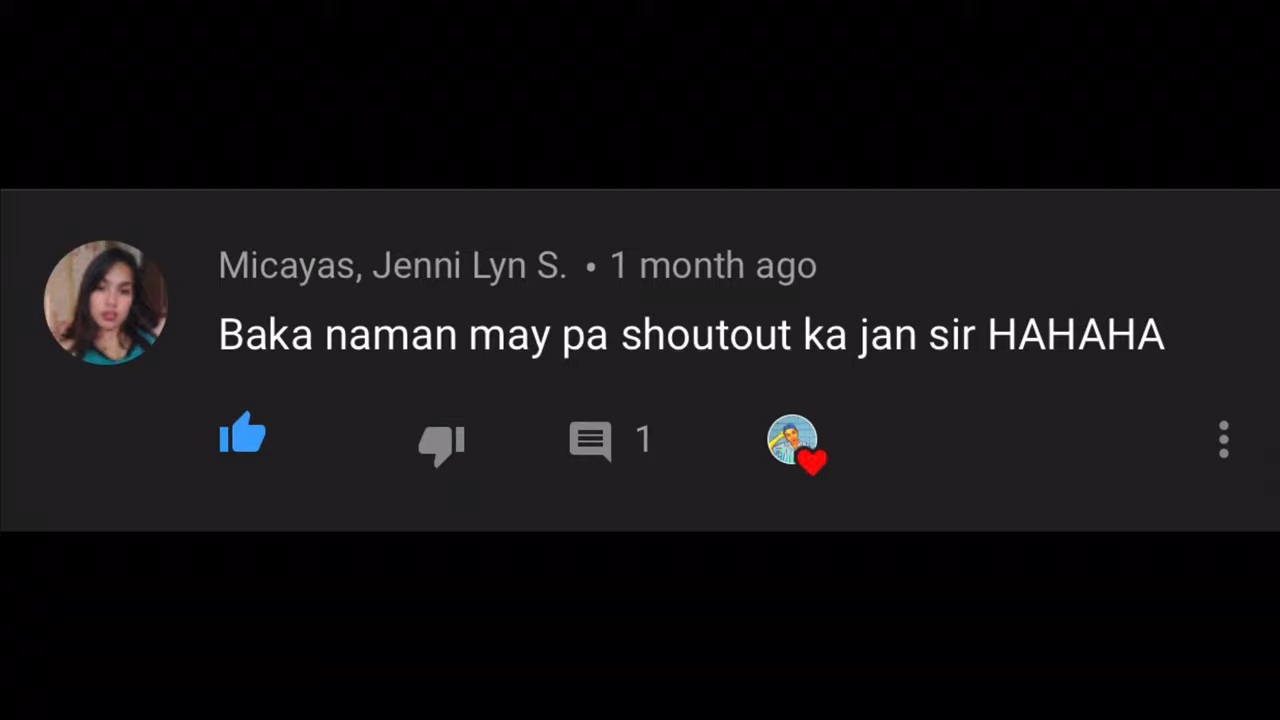 Micayas, Jenni Lyn S. • 1 month ago
Baka naman may pa shoutout ka jan sir HAHAHA
1